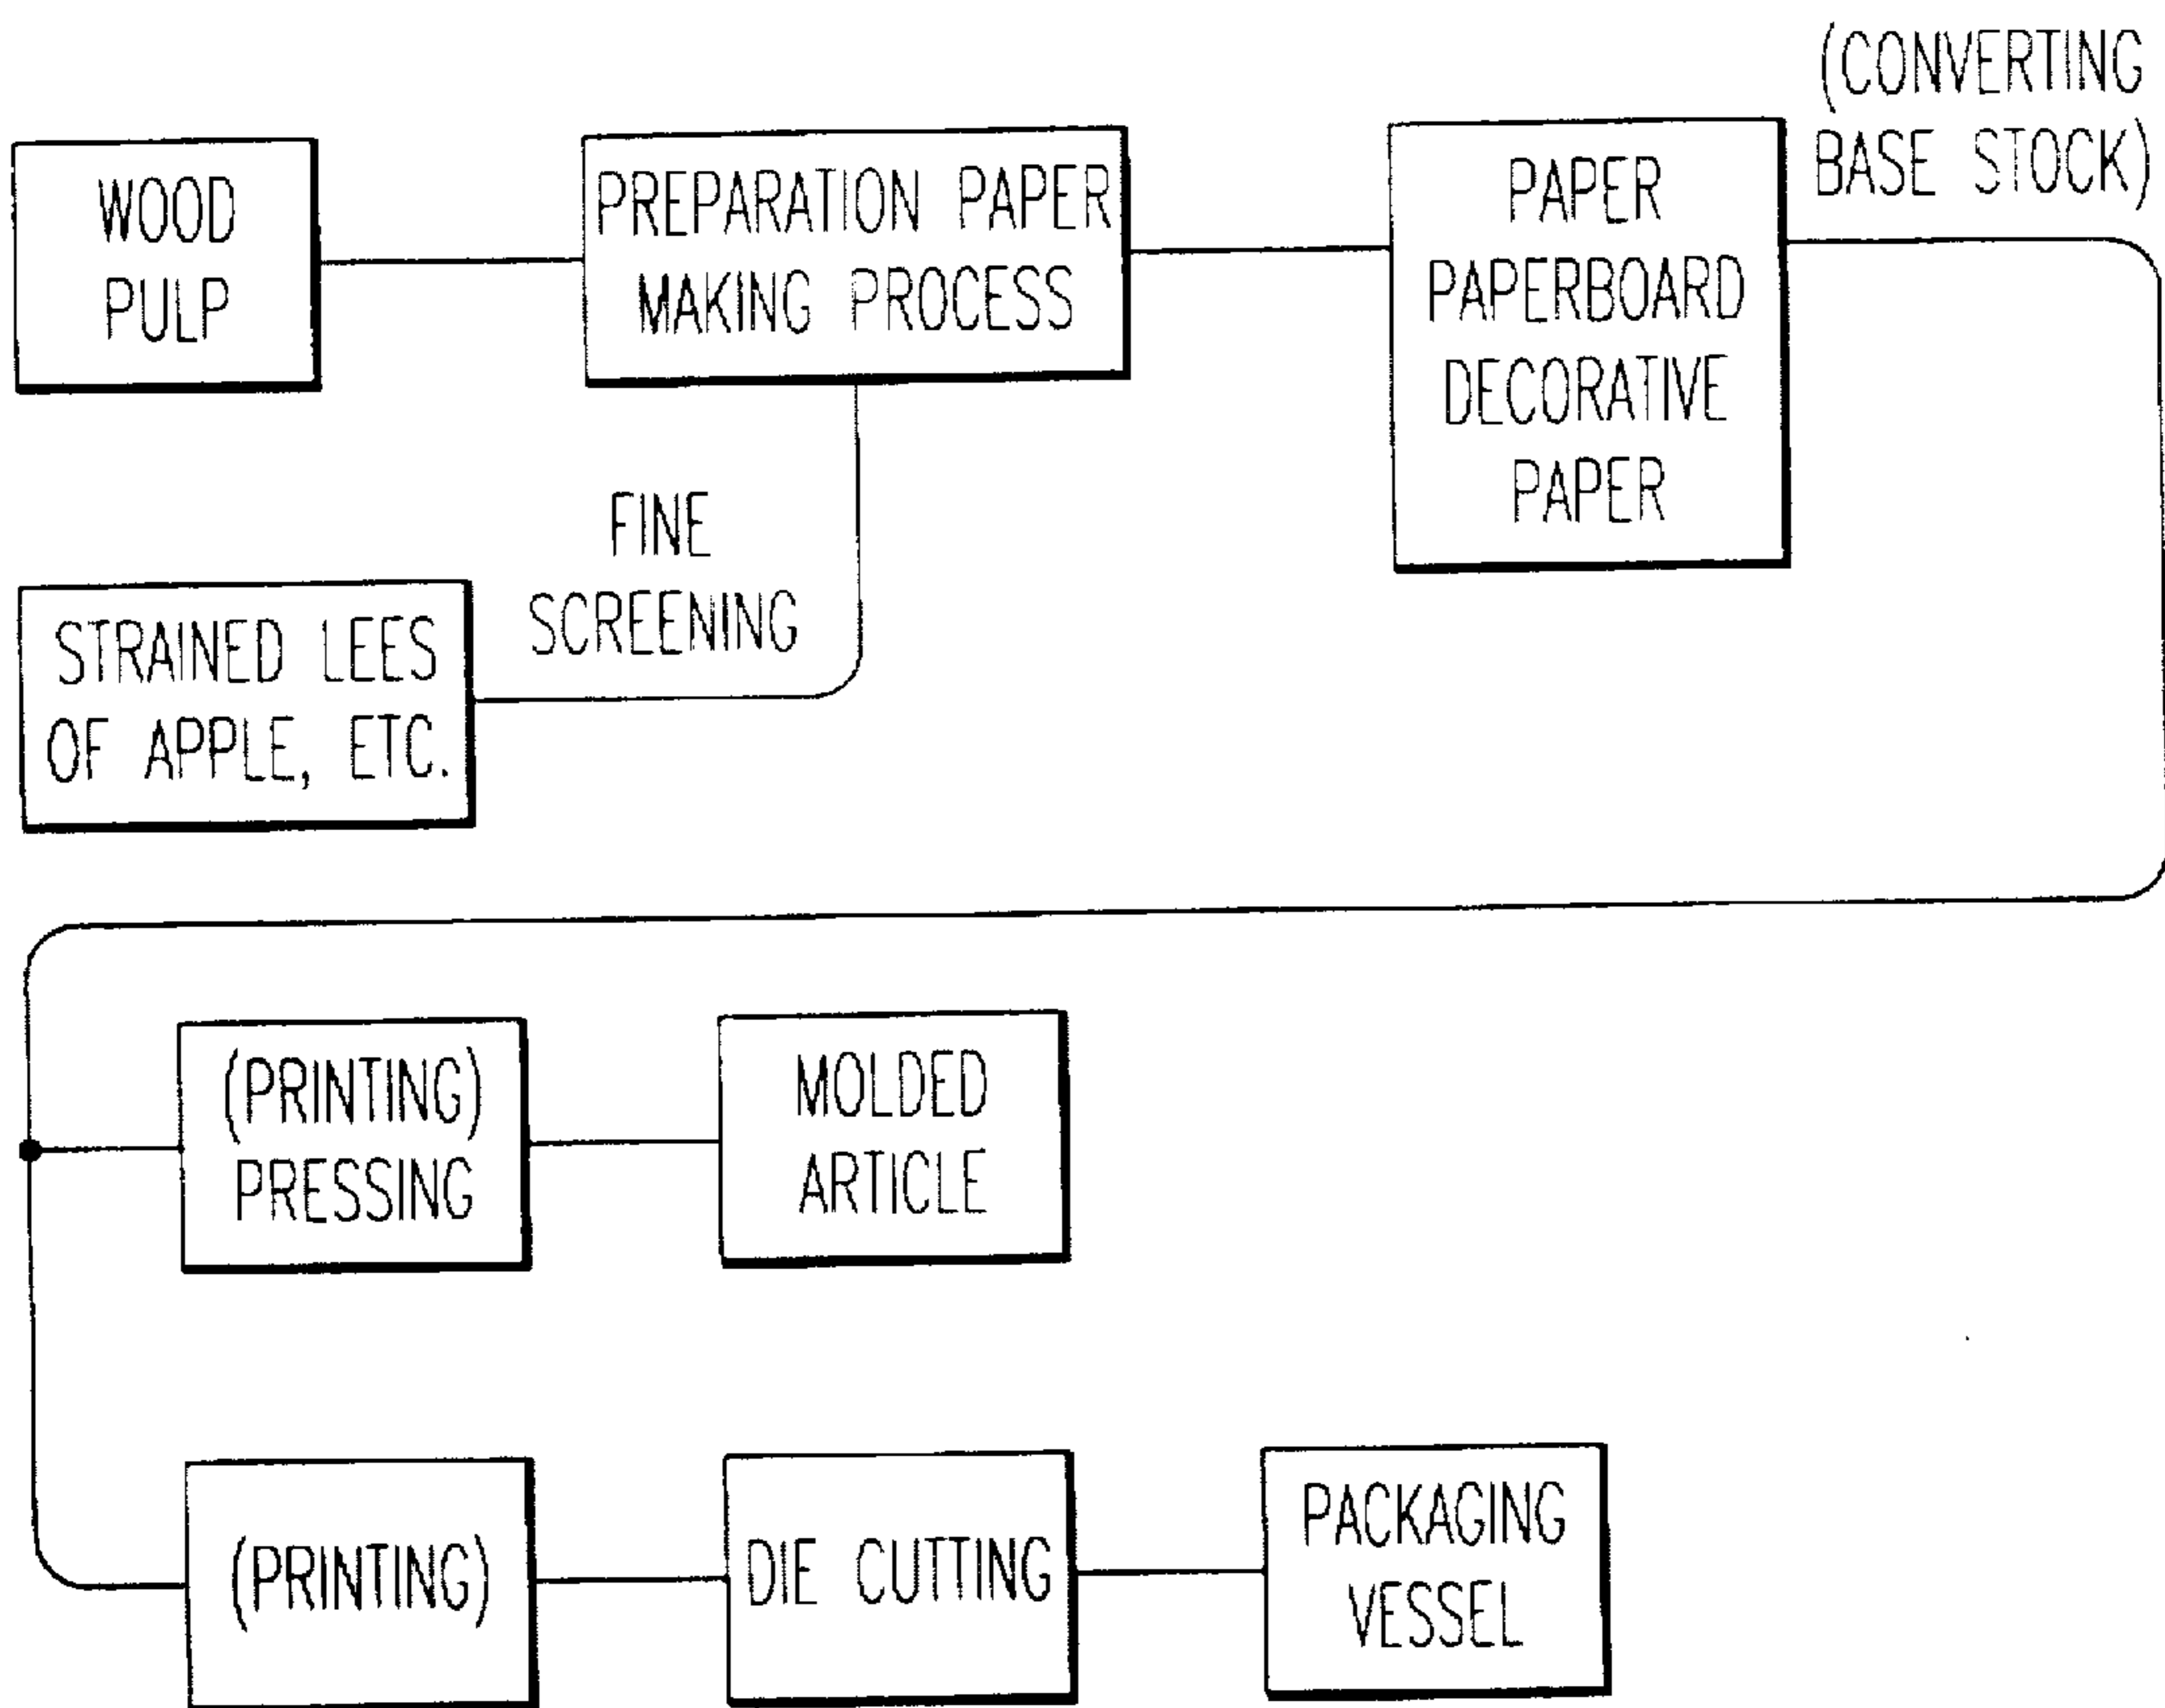 WOOD
PULP
PREPARATION PAPER
MAKING PROCESS
PAPER
PAPERBOARD
DECORATIVE
PAPER
(CONVERTING
BASE STOCK)
FINE
SCREENING
STRAINED LEES
OF APPLE, ETC.
(PRINTING)
PRESSING
MOLDED
ARTICLE
(PRINTING)
DIE CUTTING
PACKAGING
VESSEL